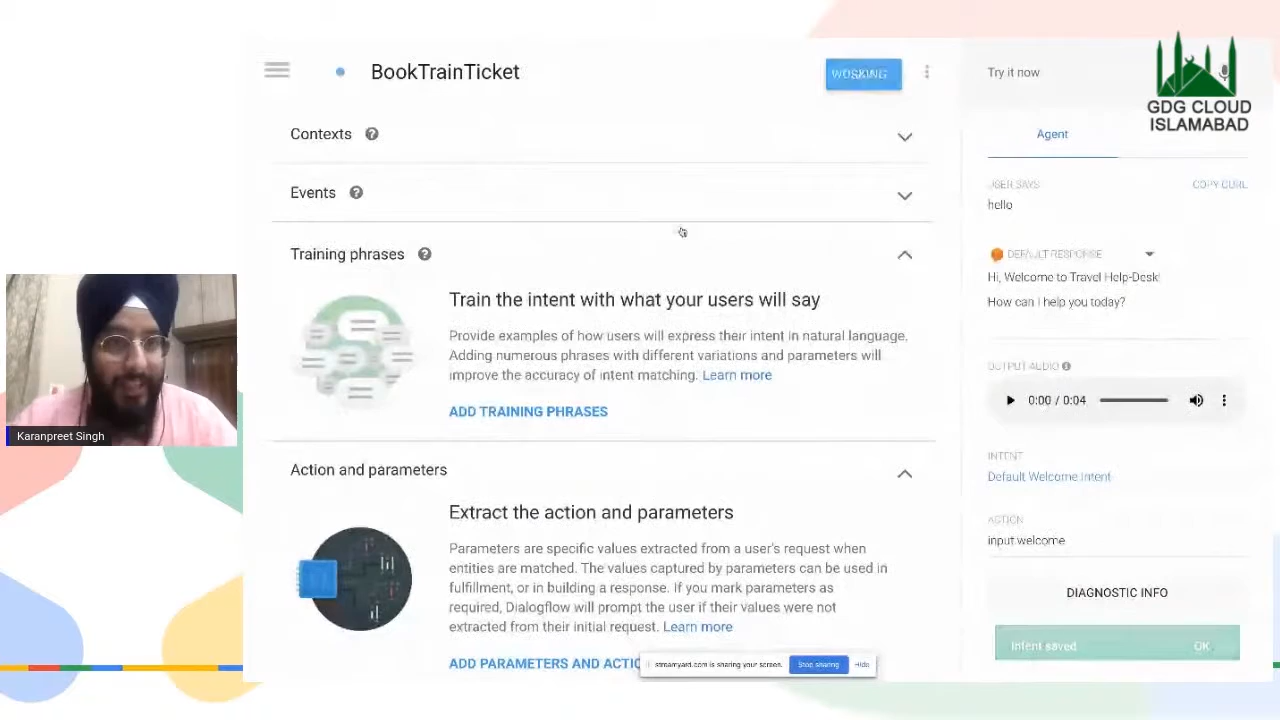 BookTrainTicket
WORKING
Try it now
GDG CLOUD
ISLAMABAD
Contexts
Events
Training phrases
Train the intent with what your users will say
Provide examples of how users will express their intent in natural language.
Adding numerous phrases with different variations and parameters will
improve the accuracy of intent matching. Learn more
ADD TRAINING PHRASES
Action and parameters
Extract the action and parameters
Parameters are specific values extracted from a user's request when
entities are matched. The values captured by parameters can be used in
fulfillment, or in building a response. If you mark parameters as
required, Dialogflow will prompt the user if their values were not
extracted from their initial request. Learn more
ADD PARAMETERS AND ACTIO
streamyard.com is sharing your screen.
Stop sharing
Hide
Agent
USER SAYS
COPY CURL
hello
DEFAULT RESPONSE
Hi, Welcome to Travel Help-Desk!
How can I help you today?
OUTPUT AUDIO
0:00 / 0:04
INTENT
Default Welcome Intent
ACTION
input.welcome
DIAGNOSTIC INFO
Intent saved
OK
Karanpreet Singh